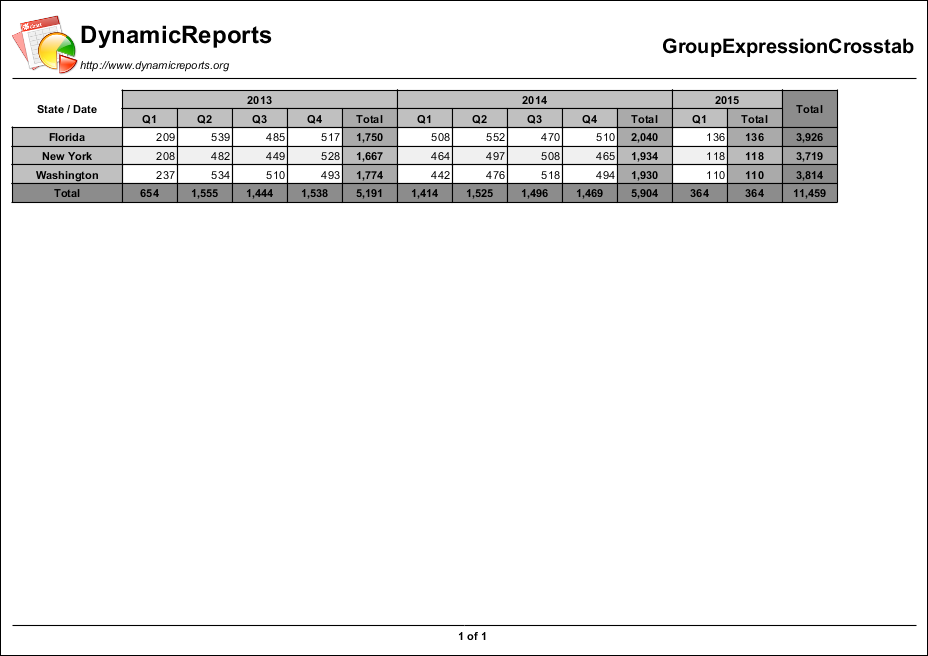 DynamicReports
http://www.dynamicreports.org
GroupExpressionCrosstab
State / Date 2013 2014 2015 Total
Q1 Q2 Q3 Q4 Total Q1 Q2 Q3 Q4 Total Q1 Total
Florida 209 539 485 517 1,750 508 552 470 510 2,040 136 136 3,926
New York 208 482 449 528 1,667 464 497 508 465 1,934 118 118 3,719
Washington 237 534 510 493 1,774 442 476 518 494 1,930 110 110 3,814
Total 654 1,555 1,444 1,538 5,191 1,414 1,525 1,496 1,469 5,904 364 364 11,459
1 of 1